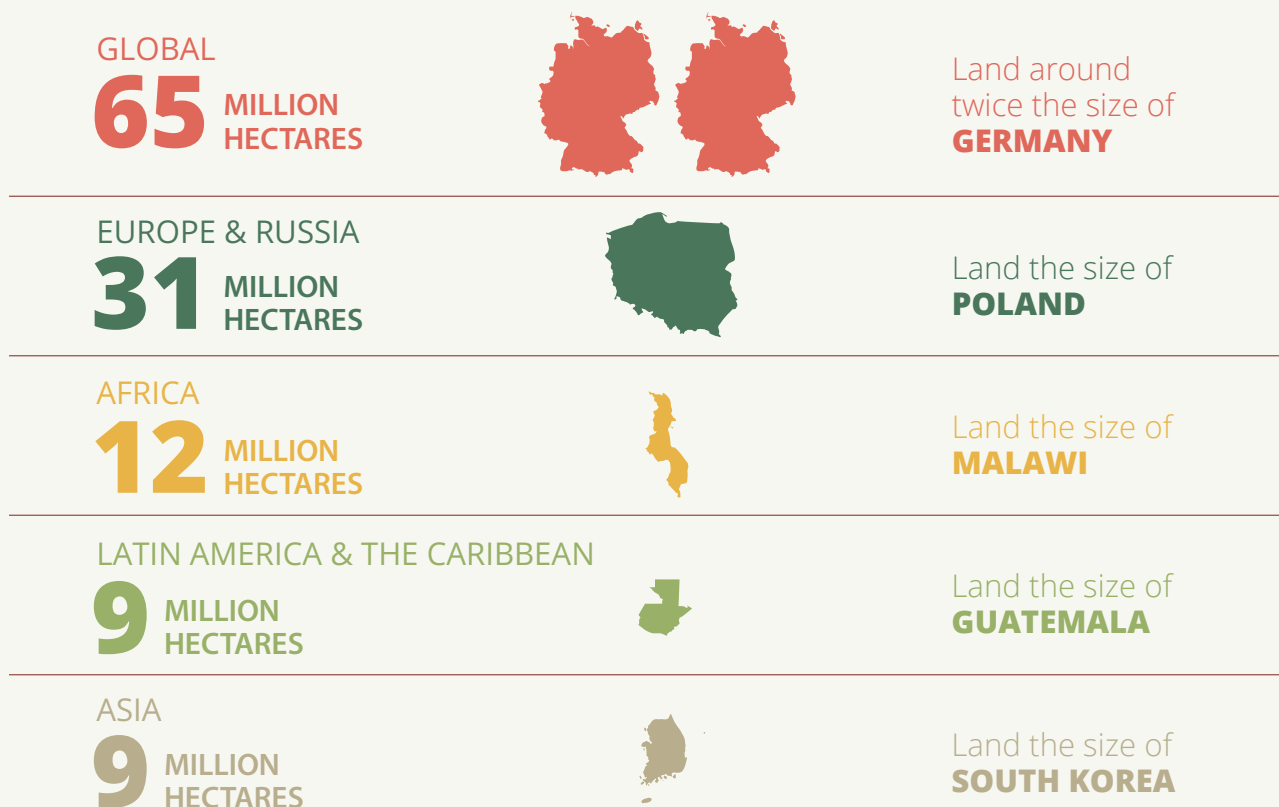 GLOBAL
65 MILLION
HECTARES
Land around
twice the size of
GERMANY
EUROPE & RUSSIA
31 MILLION
HECTARES
Land the size of
POLAND
AFRICA
12 MILLION
HECTARES
Land the size of
MALAWI
LATIN AMERICA & THE CARIBBEAN
9 MILLION
HECTARES
Land the size of
GUATEMALA
ASIA
9 MILLION
HECTARES
Land the size of
SOUTH KOREA